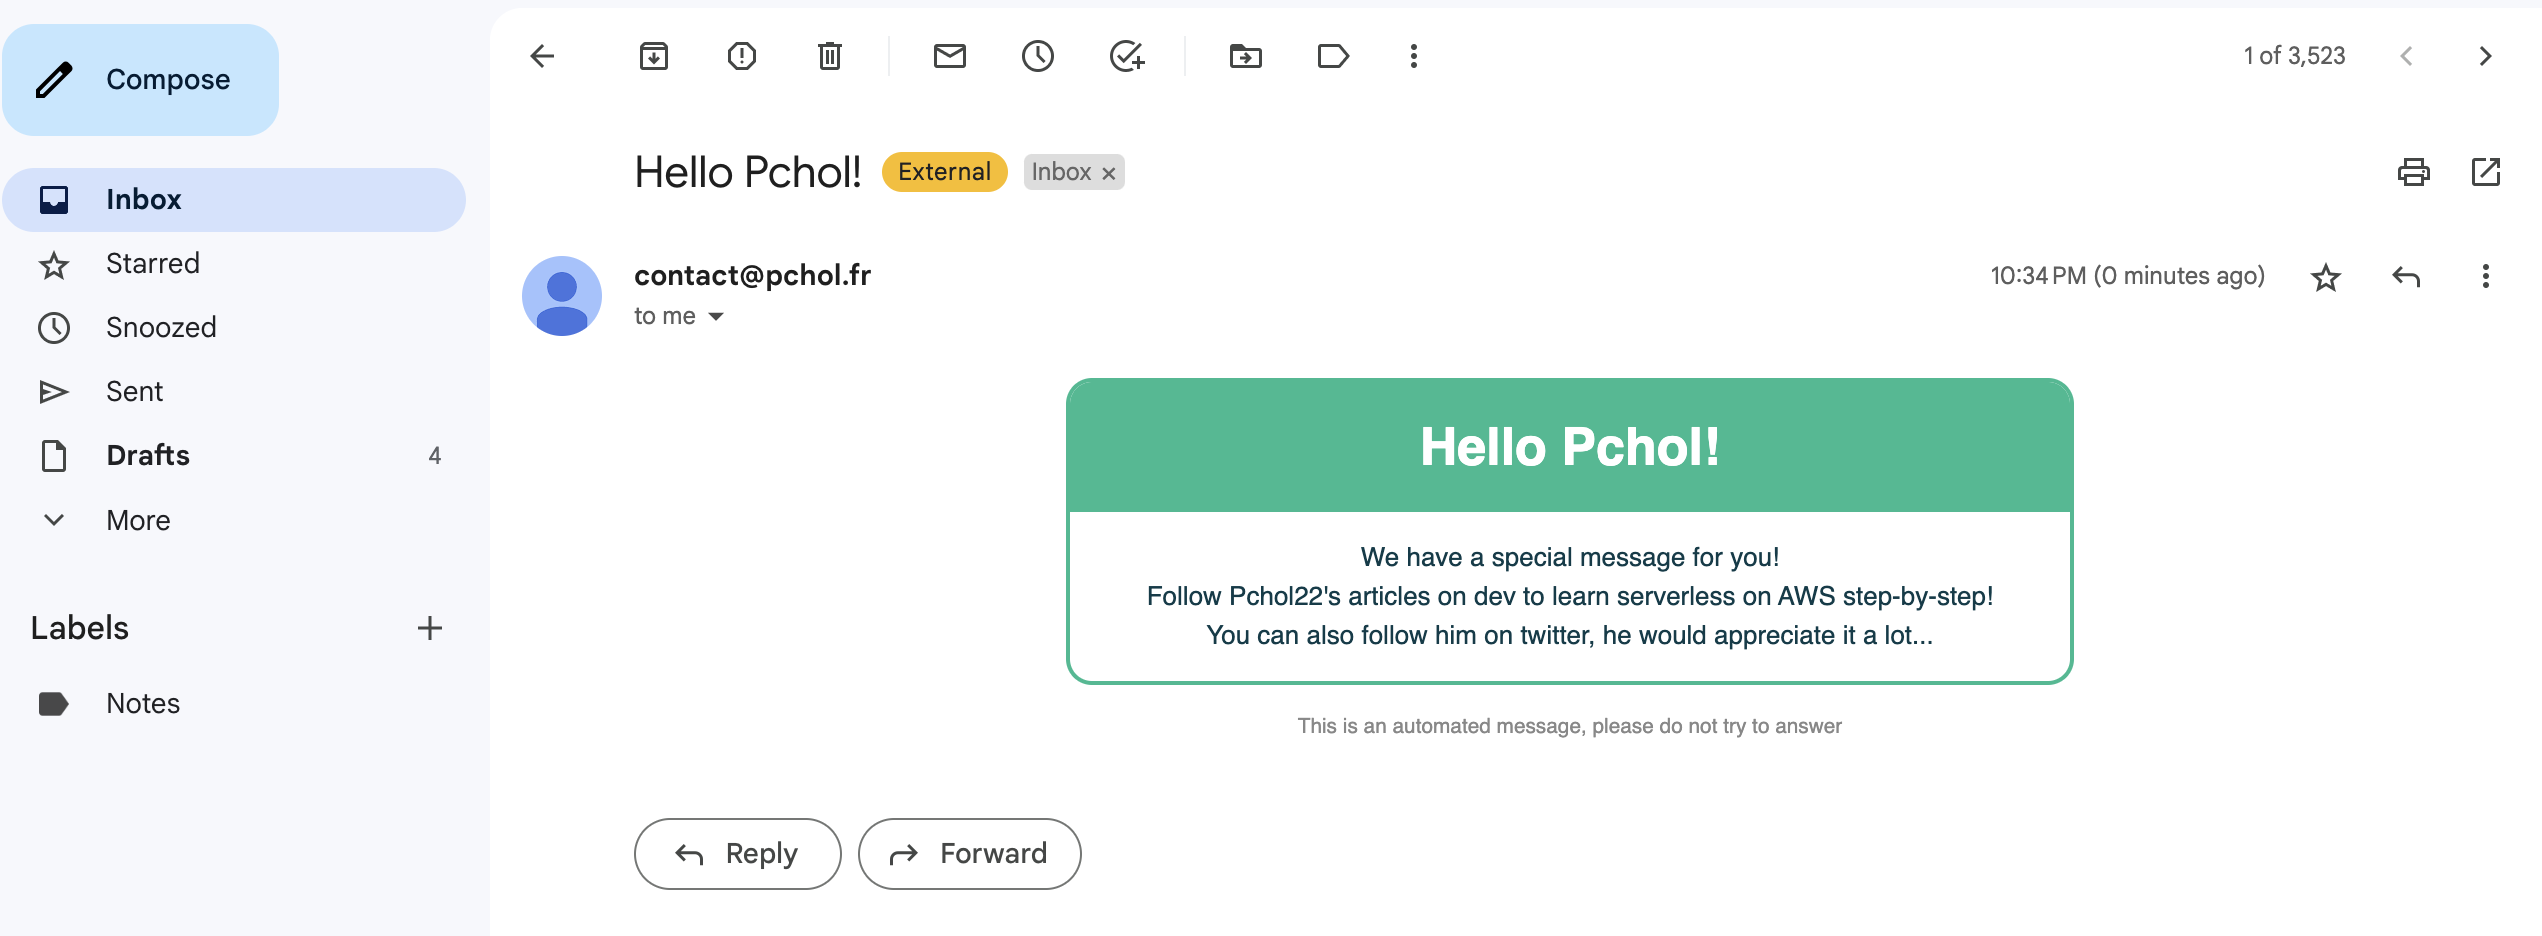 Compose
Inbox
Starred
Snoozed
Sent
Drafts 4
More
Labels
Notes
1 of 3,523
Hello Pchol! External Inbox ×
contact@pchol.fr 10:34 PM (0 minutes ago)
to me
Hello Pchol!
We have a special message for you!
Follow Pchol22's articles on dev to learn serverless on AWS step-by-step!
You can also follow him on twitter, he would appreciate it a lot...
This is an automated message, please do not try to answer
Reply Forward